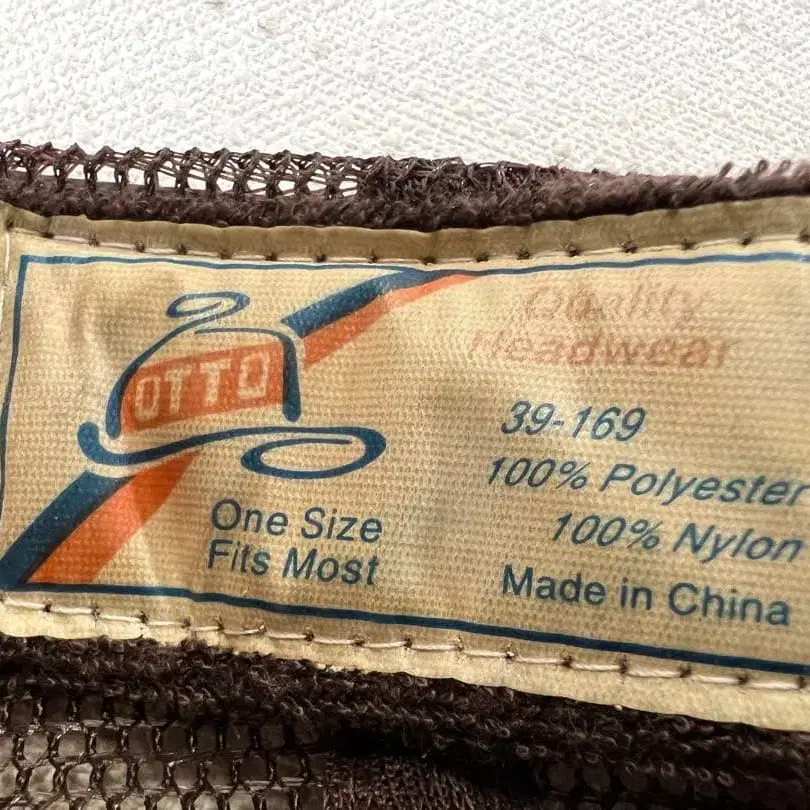 OTTO
One Size
Fits Most
Quality
Headwear
39-169
100% Polyester
100% Nylon
Made in China